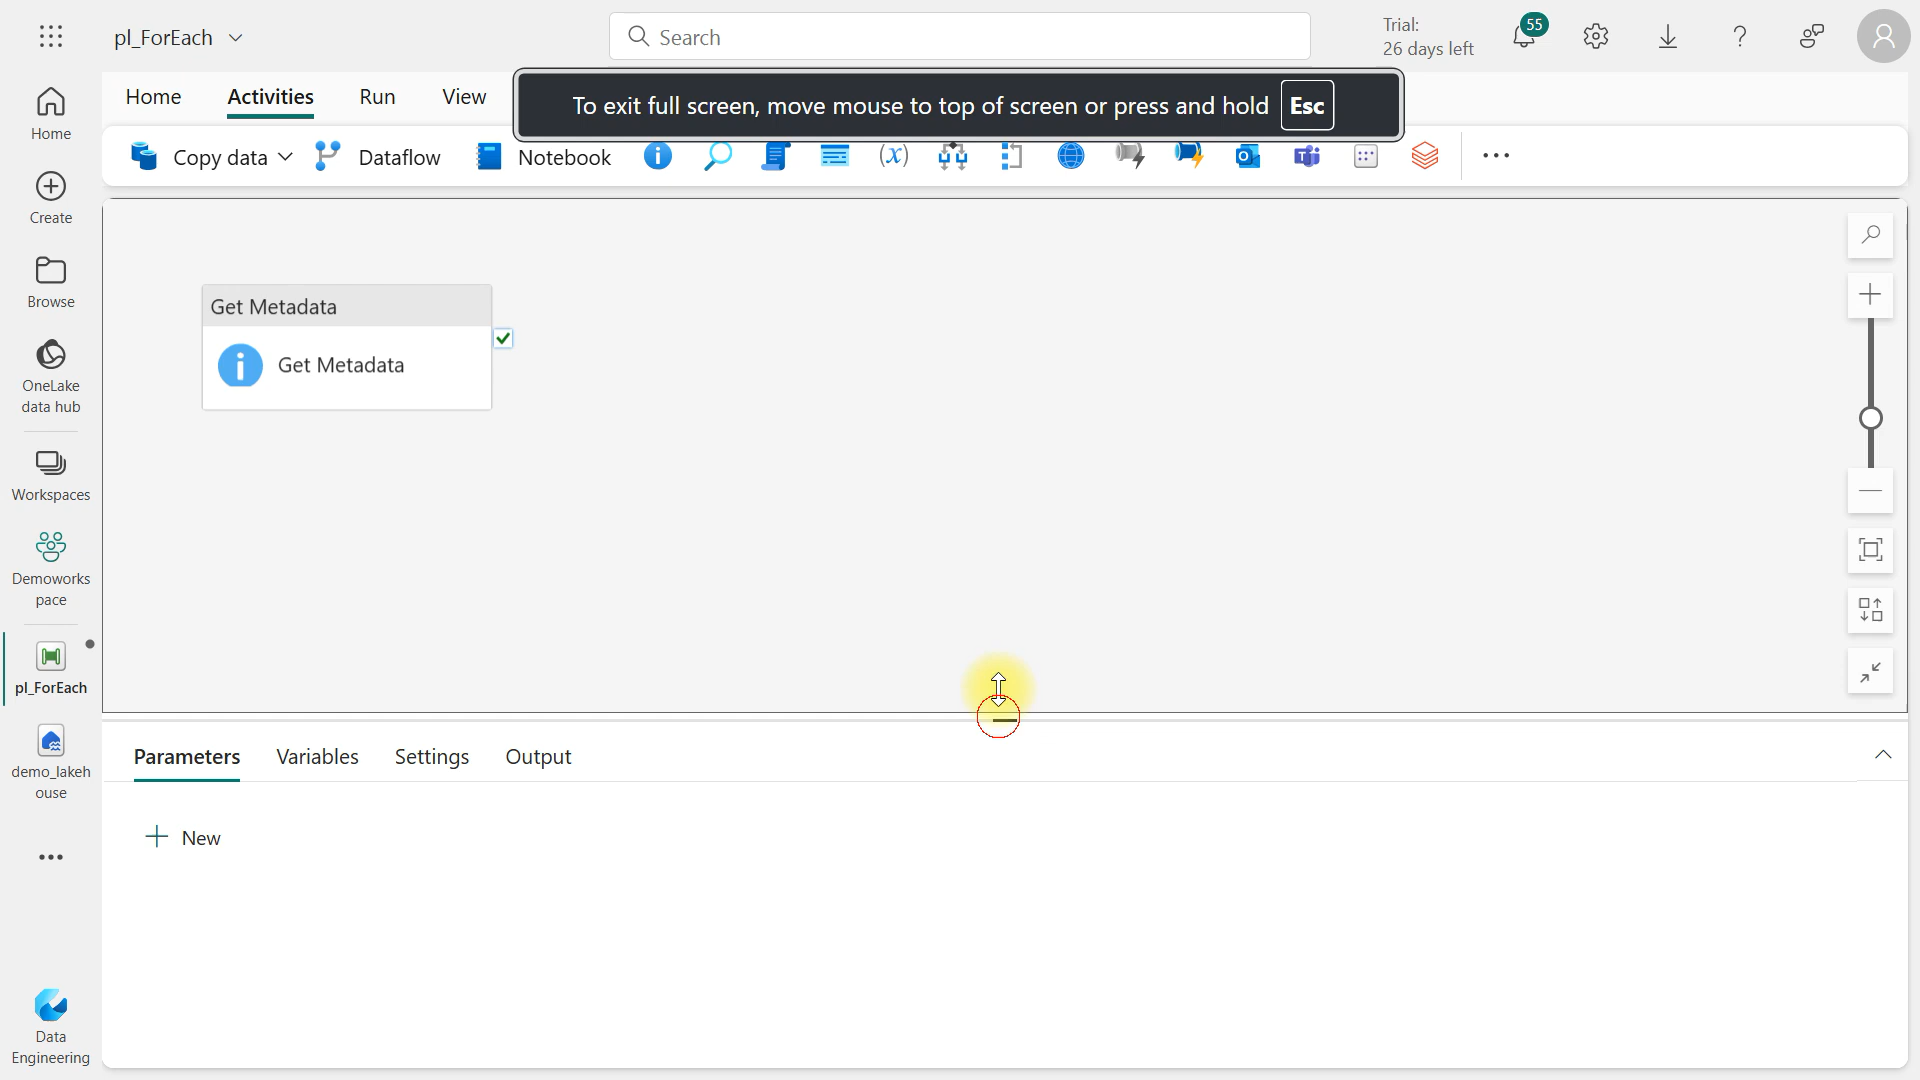 pl_ForEach
Search
Trial:
26 days left
55
Home
Activities
Run
View
To exit full screen, move mouse to top of screen or press and hold Esc
Copy data
Dataflow
Notebook
(x)
Home
Create
Browse
OneLake
data hub
Workspaces
Demoworks
pace
pl_ForEach
demo_lakeh
ouse
Data
Engineering
Get Metadata
Get Metadata
Parameters
Variables
Settings
Output
New